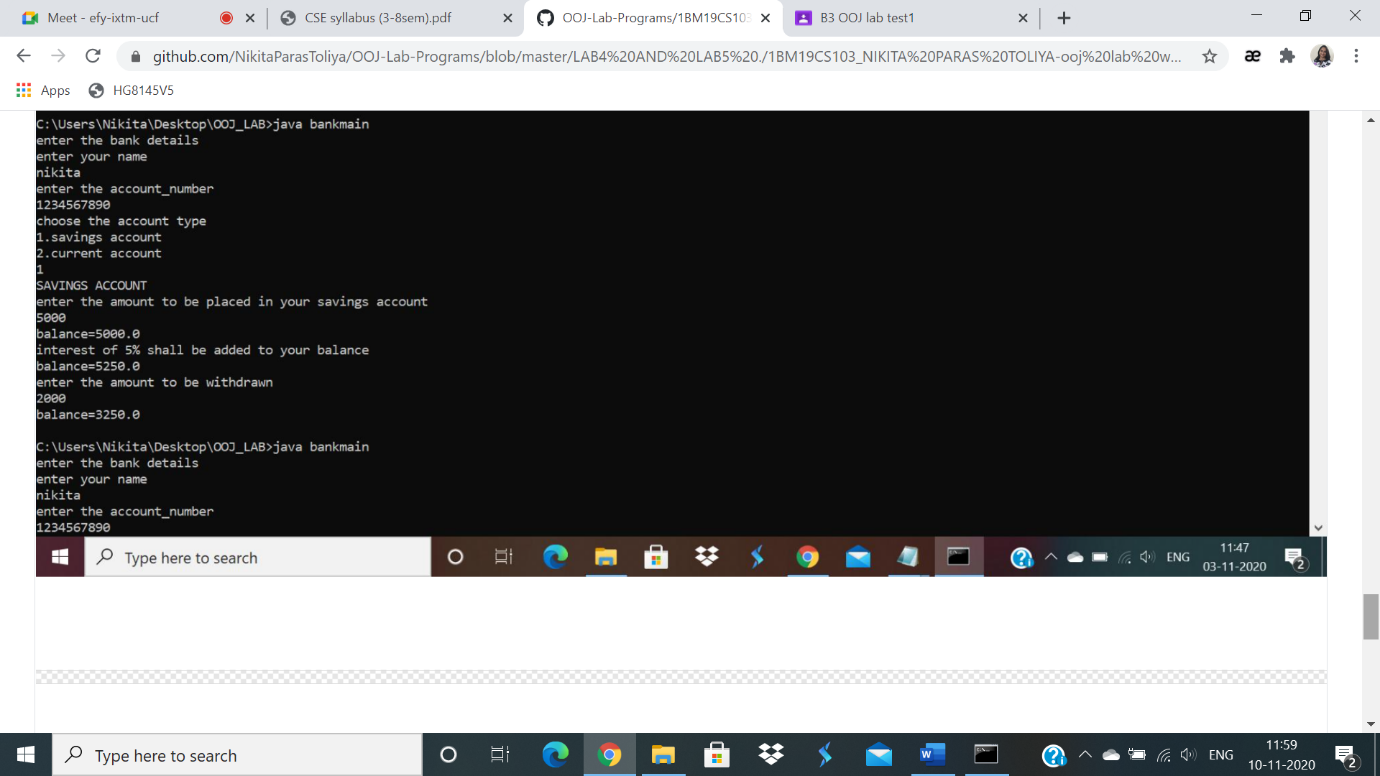 Meet - efy-ixtm-ucf
CSE syllabus (3-8sem).pdf
OOJ-Lab-Programs/1BM19CS103
B3 OOJ lab test1
github.com/NikitaParasToliya/OOJ-Lab-Programs/blob/master/LAB4%20AND%20LAB5%20./1BM19CS103_NIKITA%20PARAS%20TOLIYA-ooj%20lab%20w...
Apps
HG8145V5
C:\Users\Nikita\Desktop\OOJ_LAB>java bankmain
enter the bank details
enter your name
nikita
enter the account_number
1234567890
choose the account type
1.savings account
2.current account
1
SAVINGS ACCOUNT
enter the amount to be placed in your savings account
5000
balance=5000.0
interest of 5% shall be added to your balance
balance=5250.0
enter the amount to be withdrawn
2000
balance=3250.0
C:\Users\Nikita\Desktop\OOJ_LAB>java bankmain
enter the bank details
enter your name
nikita
enter the account_number
1234567890
Type here to search
ENG
11:47
03-11-2020
2
Type here to search
ENG
11:59
10-11-2020
2